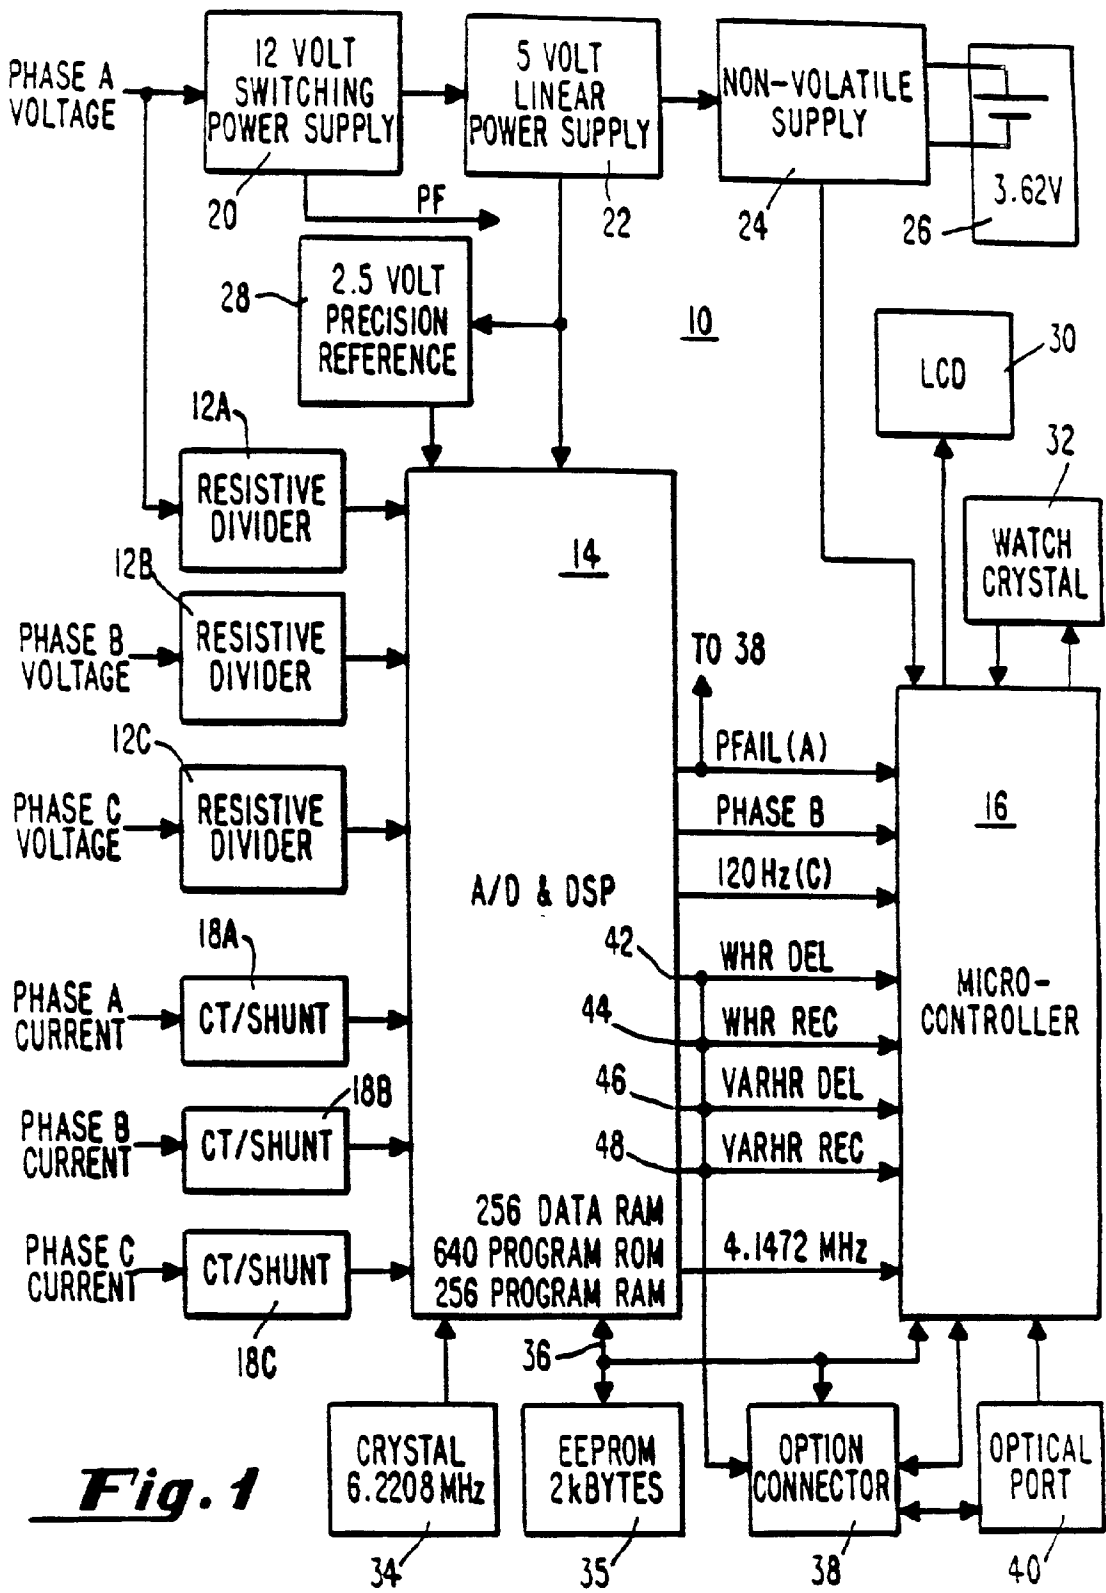 PHASE A
VOLTAGE
12 VOLT
SWITCHING
POWER SUPPLY
20
5 VOLT
LINEAR
POWER SUPPLY
22
NON-VOLATILE
SUPPLY
24
3.62V
26
PF
28
2.5 VOLT
PRECISION
REFERENCE
10
LCD
30
12A
RESISTIVE
DIVIDER
32
WATCH
CRYSTAL
14
12B
PHASE B
VOLTAGE
RESISTIVE
DIVIDER
TO 38
12C
PHASE C
VOLTAGE
RESISTIVE
DIVIDER
PFAIL(A)
PHASE B
120Hz(C)
16
A/D & DSP
MICRO-
CONTROLLER
42
WHR DEL
44
WHR REC
46
VARHR DEL
48
VARHR REC
4.1472 MHz
18A
PHASE A
CURRENT
CT/SHUNT
18B
PHASE B
CURRENT
CT/SHUNT
PHASE C
CURRENT
CT/SHUNT
18C
256 DATA RAM
640 PROGRAM ROM
256 PROGRAM RAM
36
CRYSTAL
6.2208MHz
34
EEPROM
2kBYTES
35
OPTION
CONNECTOR
38
OPTICAL
PORT
40
Fig. 1